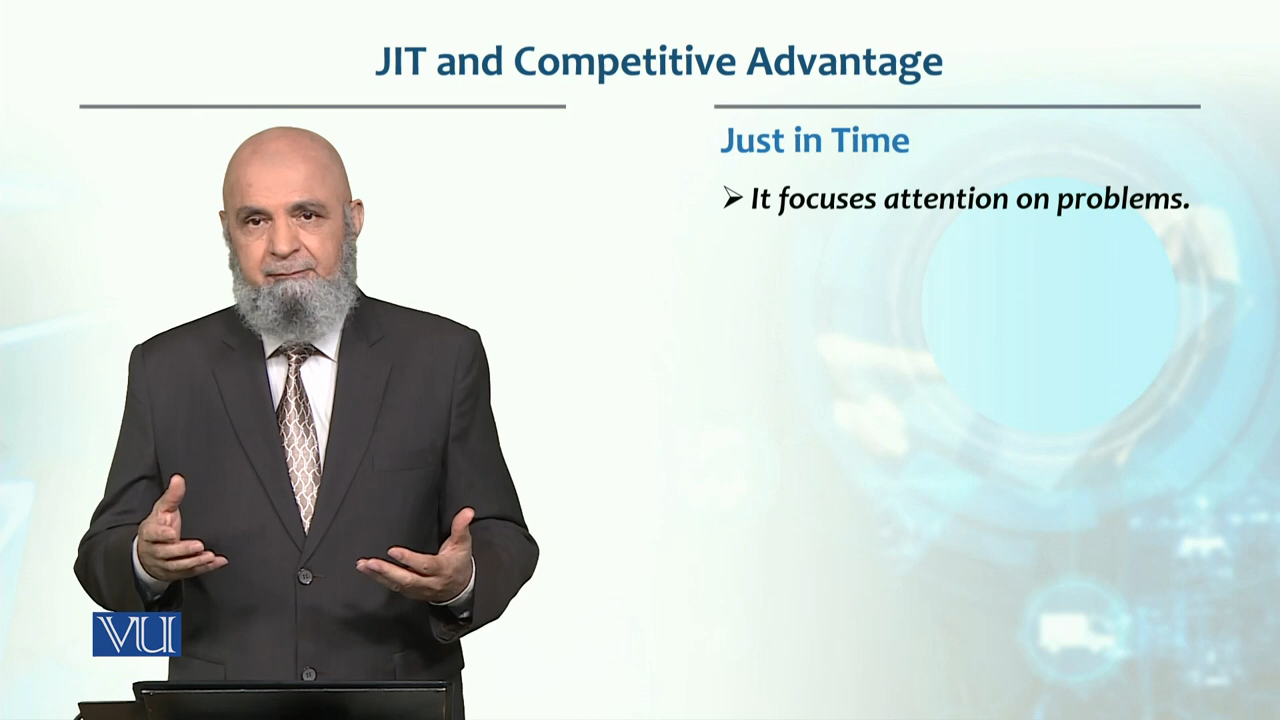 JIT and Competitive Advantage
Just in Time
➢ It focuses attention on problems.
VU